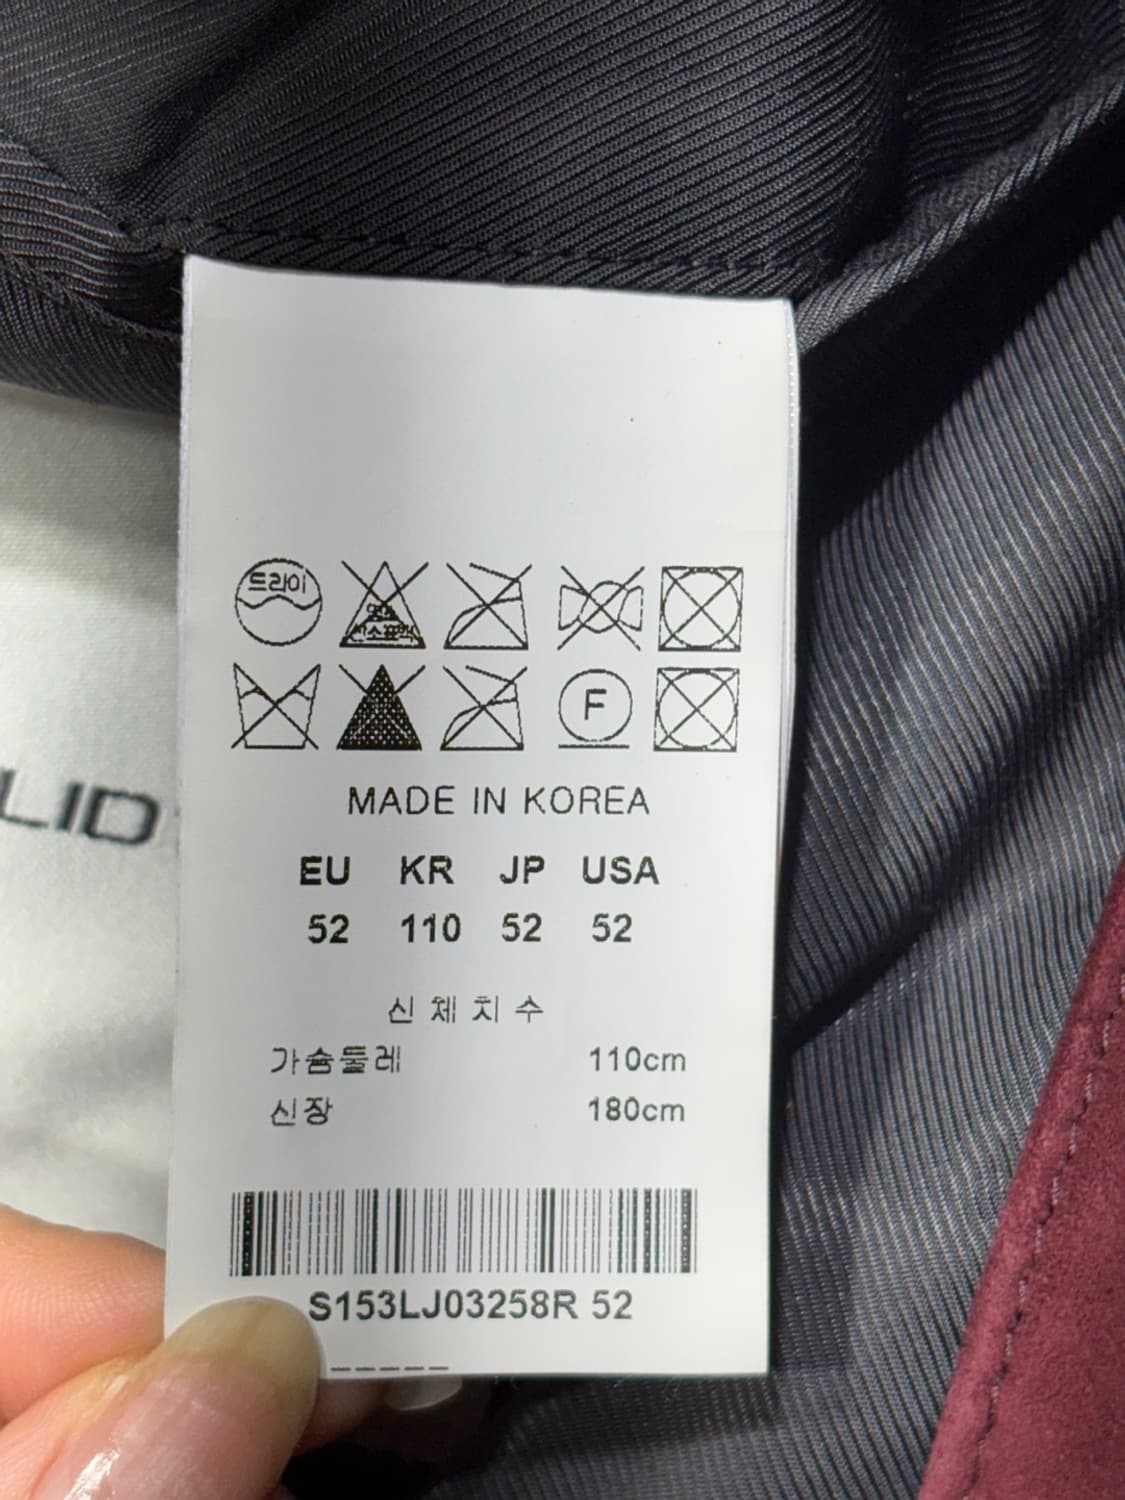 드라이
F
LID
MADE IN KOREA
EU KR JP USA
52 110 52 52
신 체 치 수
가슴둘레 110cm
신장 180cm
S153LJ03258R 52